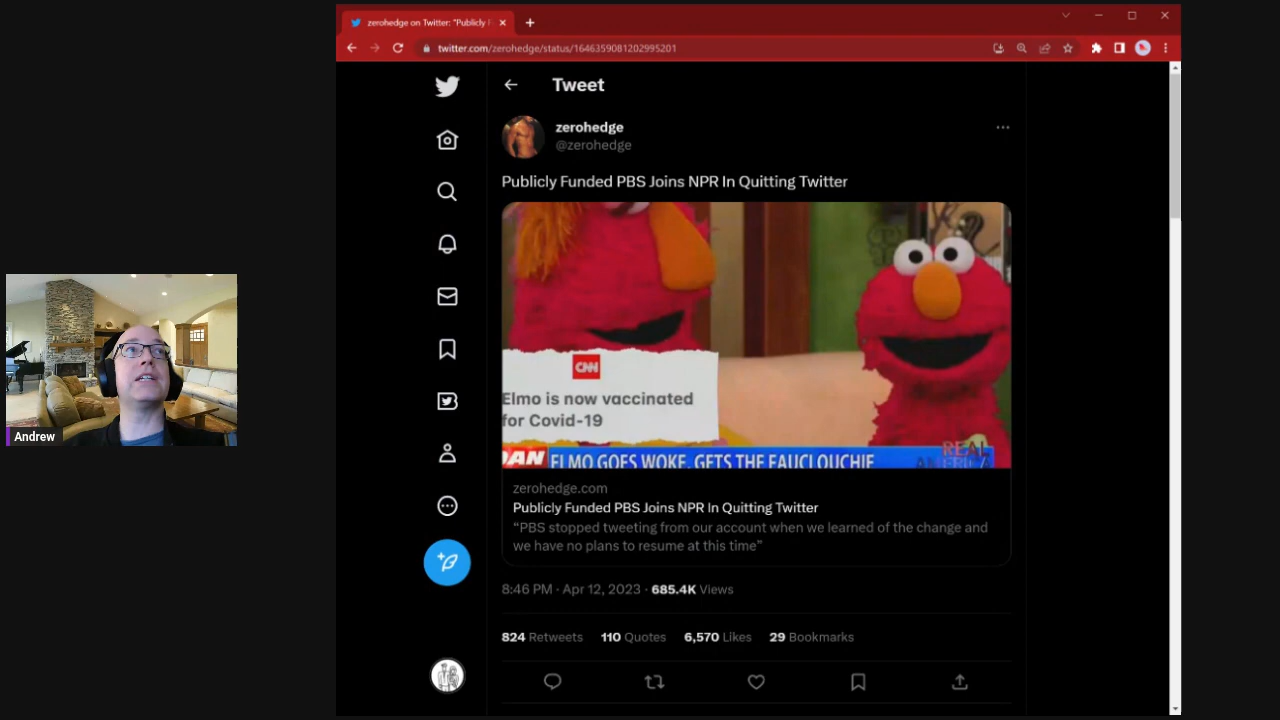 zerohedge on Twitter: "Publicly F
twitter.com/zerohedge/status/1646359081202995201
Tweet
zerohedge
@zerohedge
Publicly Funded PBS Joins NPR In Quitting Twitter
CNN
Elmo is now vaccinated
for Covid-19
ELMO GOES WOKE, GETS THE FAUCI OUCHIE
REAL
AMERICA
zerohedge.com
Publicly Funded PBS Joins NPR In Quitting Twitter
“PBS stopped tweeting from our account when we learned of the change and
we have no plans to resume at this time”
8:46 PM · Apr 12, 2023 · 685.4K Views
824 Retweets 110 Quotes 6,570 Likes 29 Bookmarks
Andrew